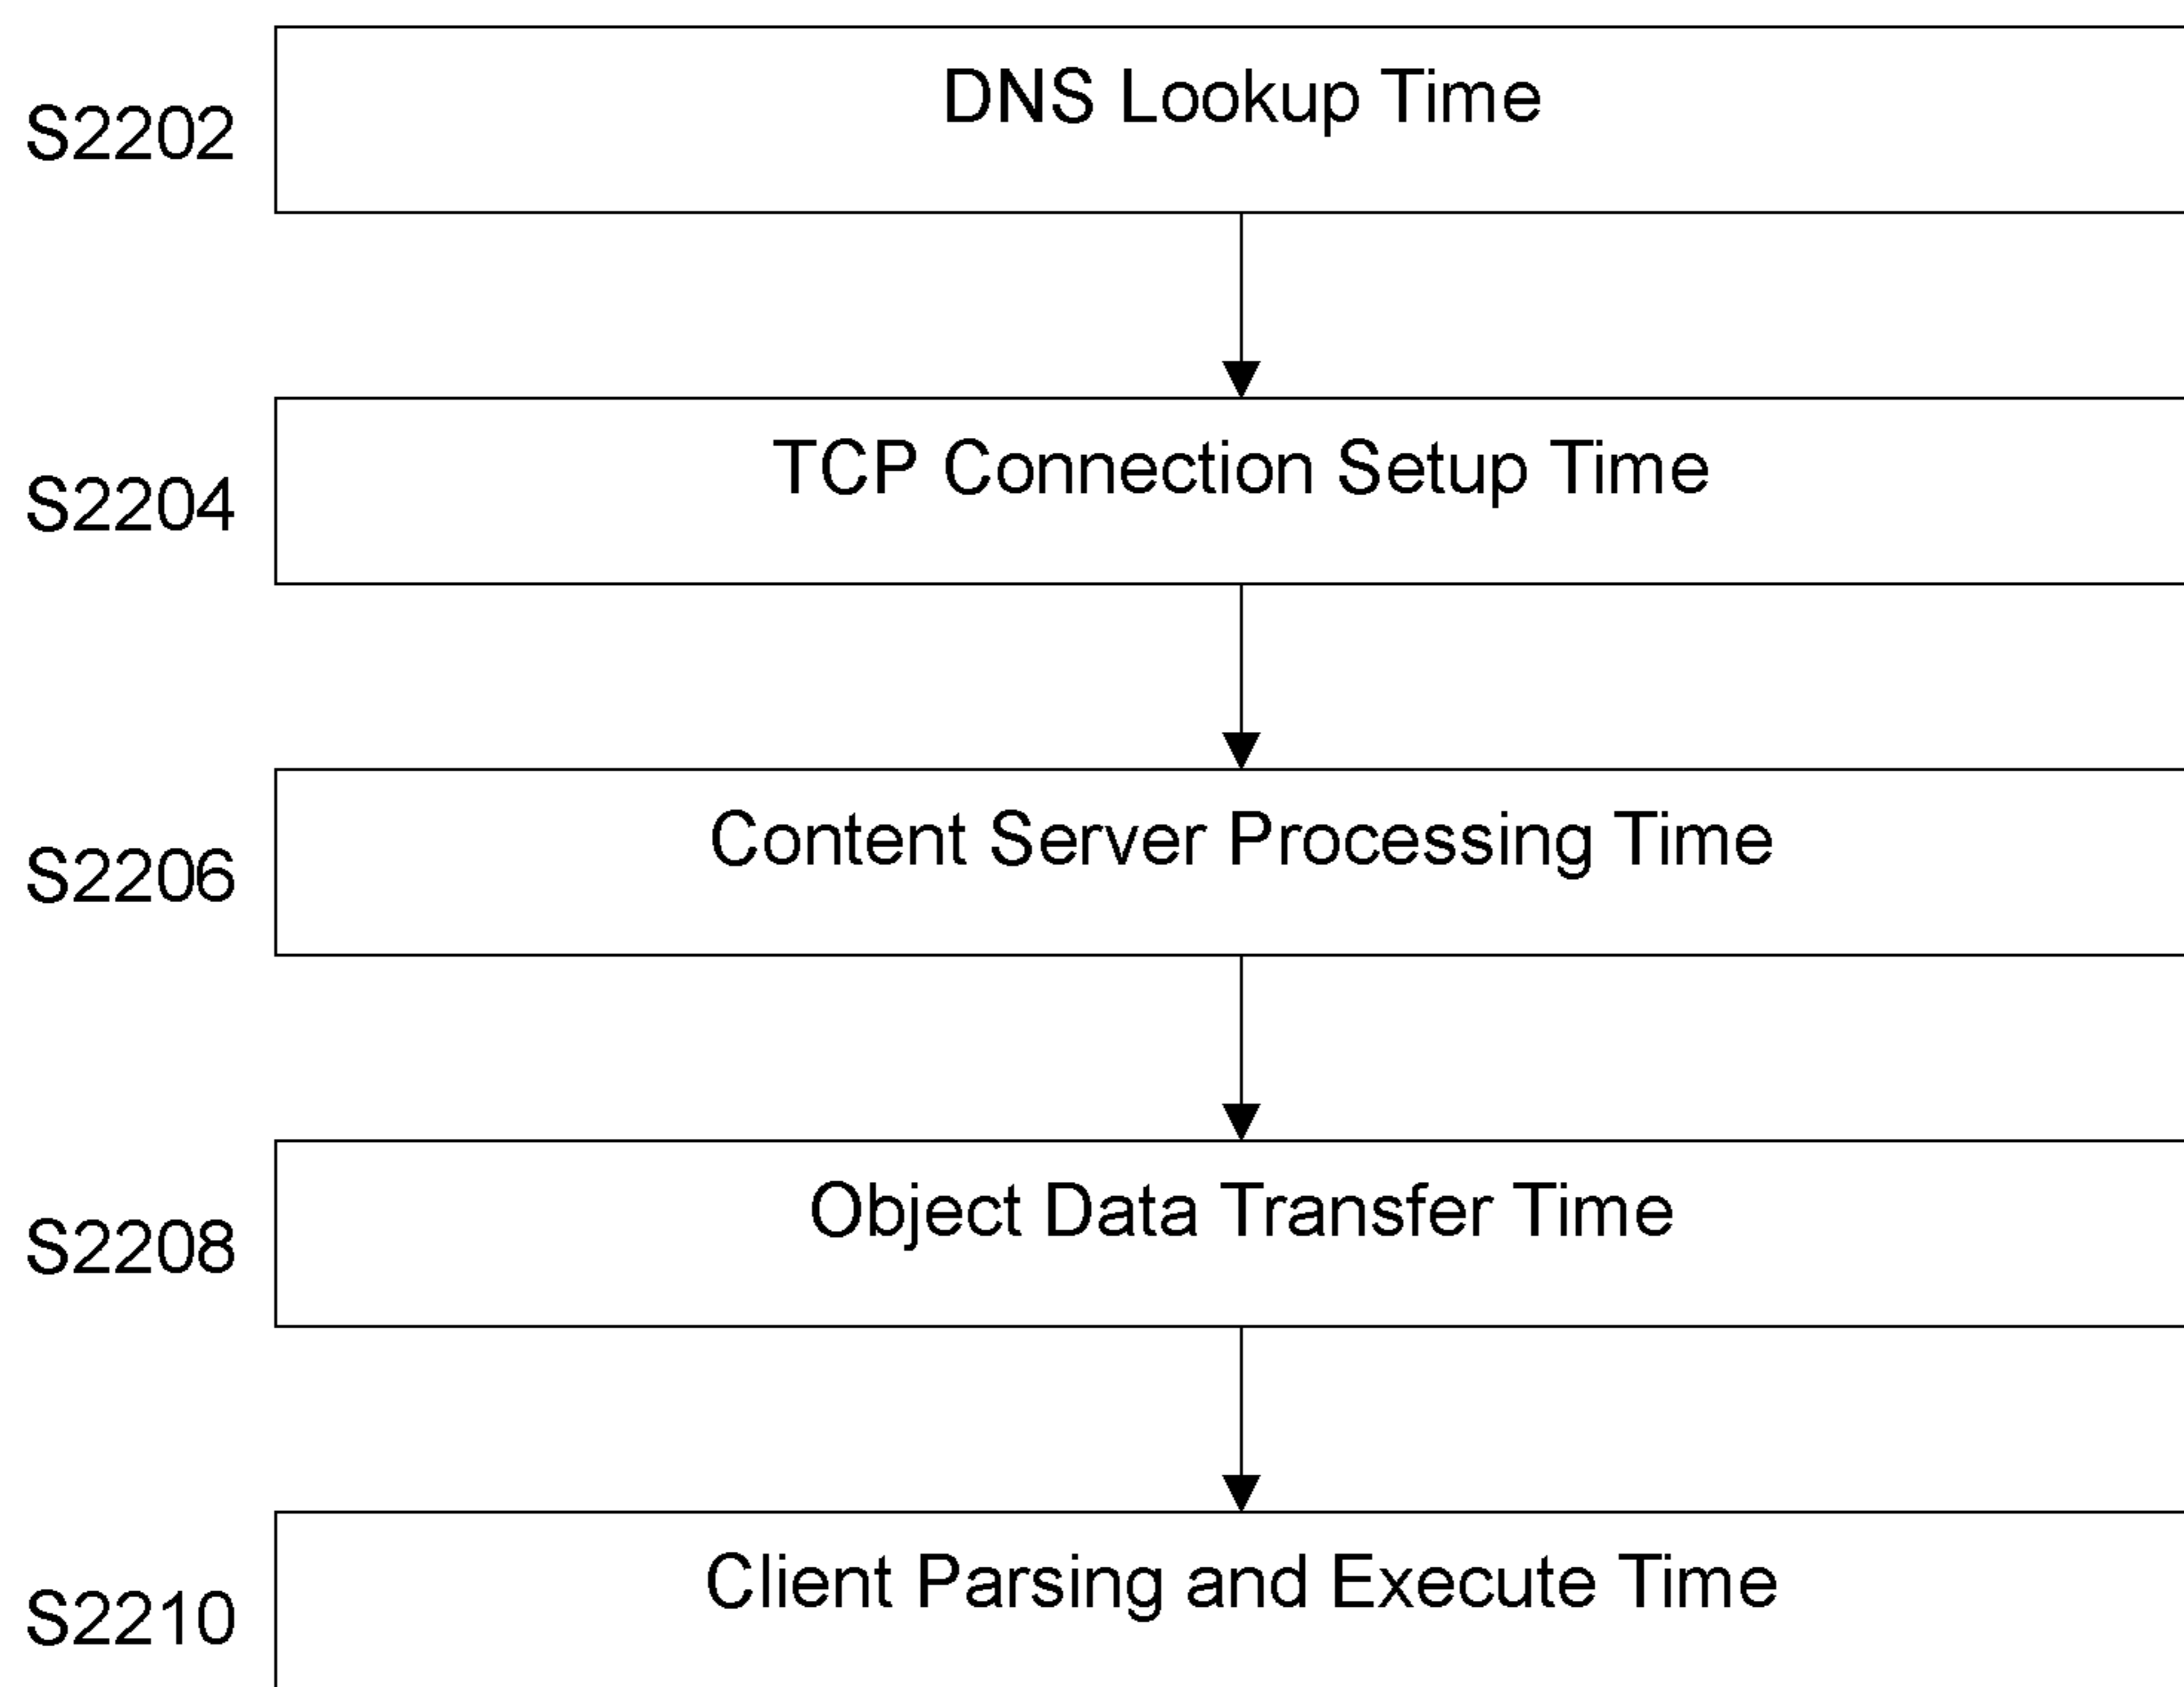 DNS Lookup Time
S2202
TCP Connection Setup Time
S2204
Content Server Processing Time
S2206
Object Data Transfer Time
S2208
Client Parsing and Execute Time
S2210